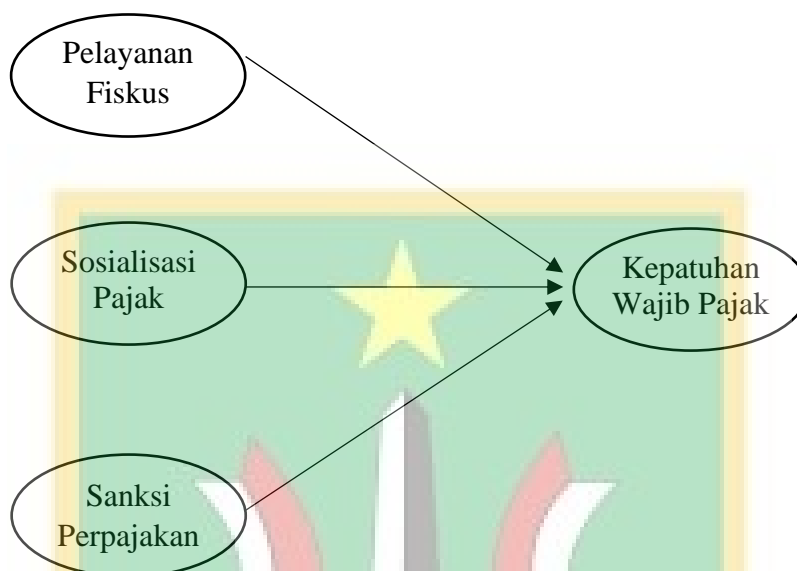 Pelayanan
Fiskus
Sosialisasi
Pajak
Kepatuhan
Wajib Pajak
Sanksi
Perpajakan